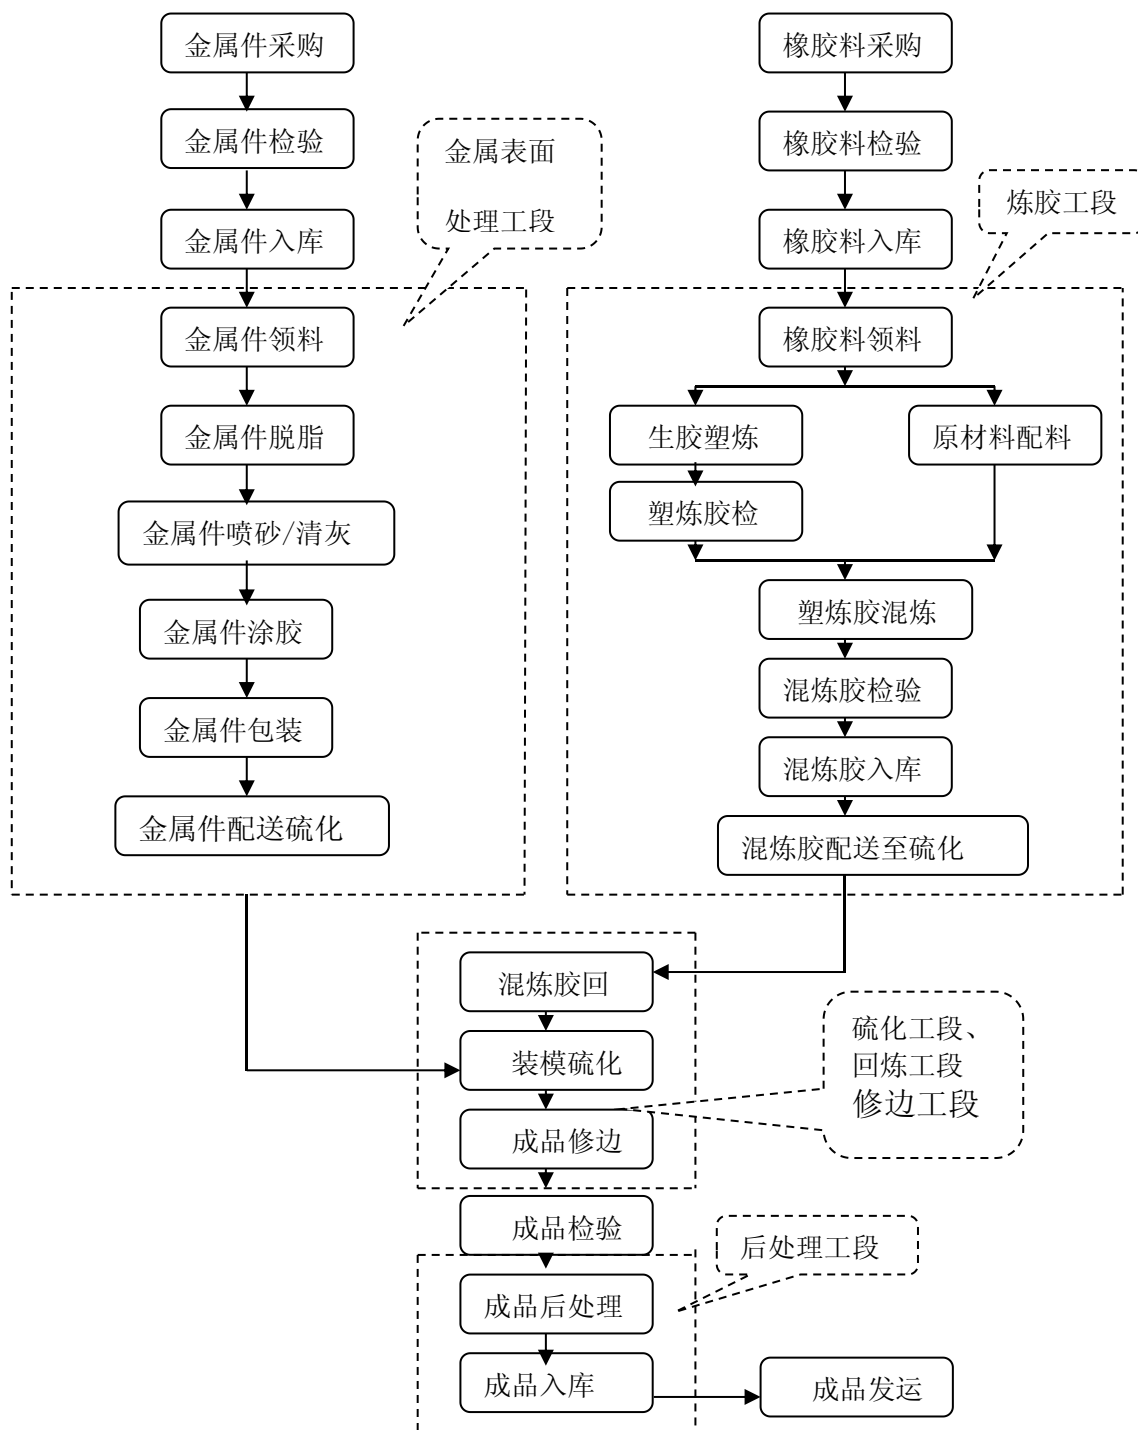 金属件采购
金属件检验
金属件入库
金属表面
处理工段
金属件领料
金属件脱脂
金属件喷砂/清灰
金属件涂胶
金属件包装
金属件配送硫化
橡胶料采购
橡胶料检验
橡胶料入库
炼胶工段
橡胶料领料
生胶塑炼
原材料配料
塑炼胶检
塑炼胶混炼
混炼胶检验
混炼胶入库
混炼胶配送至硫化
混炼胶回
装模硫化
成品修边
硫化工段、
回炼工段
修边工段
成品检验
后处理工段
成品后处理
成品入库
成品发运